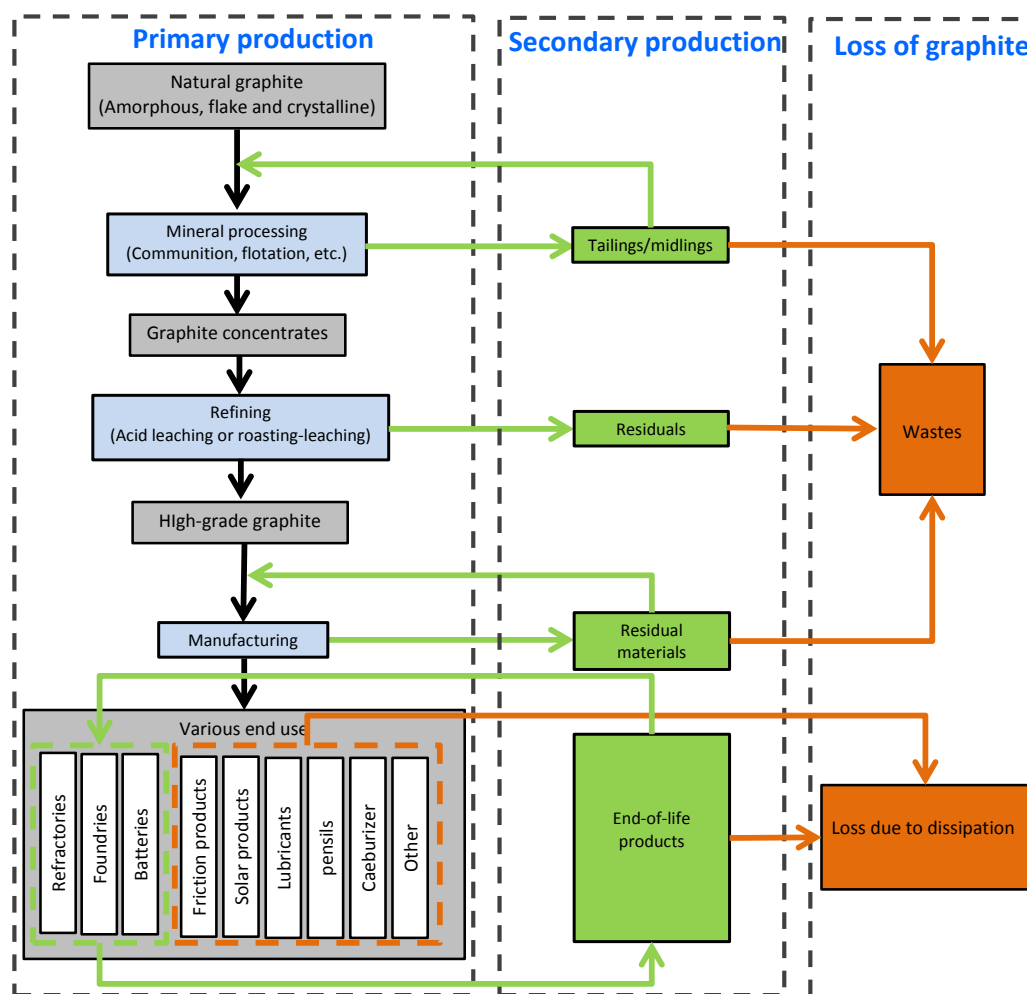 Primary production
Secondary production
Loss of graphite
Natural graphite
(Amorphous, flake and crystalline)
Mineral processing
(Communition, flotation, etc.)
Tailings/midlings
Graphite concentrates
Refining
(Acid leaching or roasting-leaching)
Residuals
Wastes
HIgh-grade graphite
Manufacturing
Residual
materials
Various end use
Refractories
Foundries
Batteries
Friction products
Solar products
Lubricants
pensils
Caeburizer
Other
End-of-life
products
Loss due to dissipation